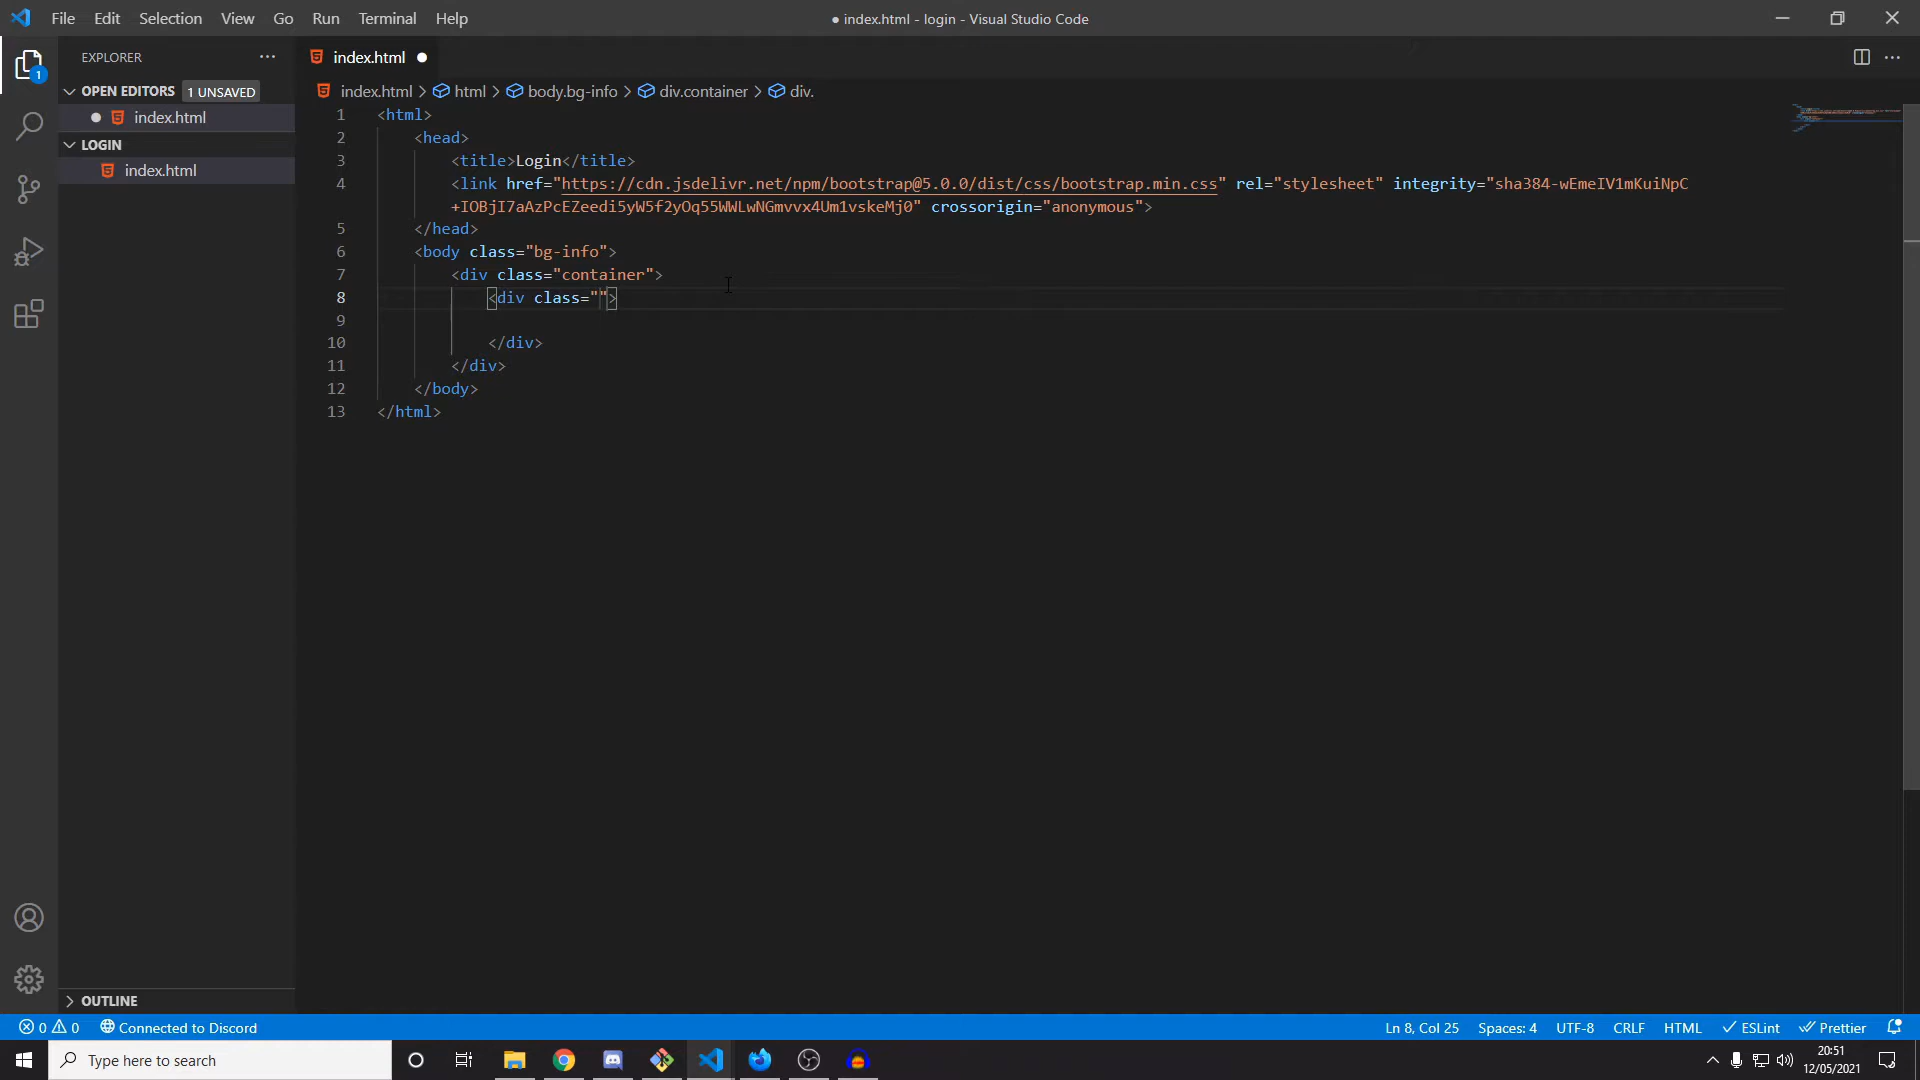 File Edit Selection View Go Run Terminal Help
● index.html - login - Visual Studio Code
EXPLORER
index.html
OPEN EDITORS 1 UNSAVED
index.html > html > body.bg-info > div.container > div.
index.html
LOGIN
index.html
1 <html>
2 <head>
3 <title>Login</title>
4 <link href="https://cdn.jsdelivr.net/npm/bootstrap@5.0.0/dist/css/bootstrap.min.css" rel="stylesheet" integrity="sha384-wEmeIV1mKuiNpC
+IOBjI7aAzPcEZeedi5yW5f2yOq55WWLwNGmvvx4Um1vskeMj0" crossorigin="anonymous">
5 </head>
6 <body class="bg-info">
7 <div class="container">
8 <div class="">
9
10 </div>
11 </div>
12 </body>
13 </html>
OUTLINE
0 0 Connected to Discord
Ln 8, Col 25 Spaces: 4 UTF-8 CRLF HTML ESLint Prettier
Type here to search
20:51
12/05/2021
1